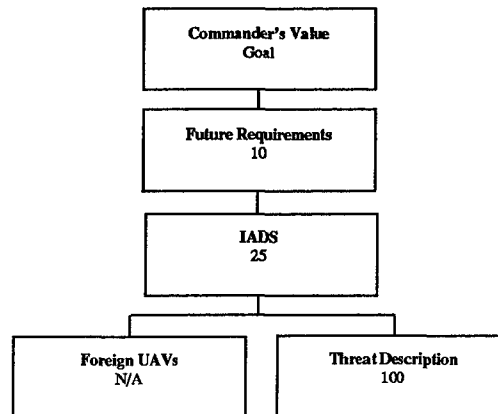 Commander's Value
Goal
Future Requirements
10
IADS
25
Foreign UAVs
N/A
Threat Description
100